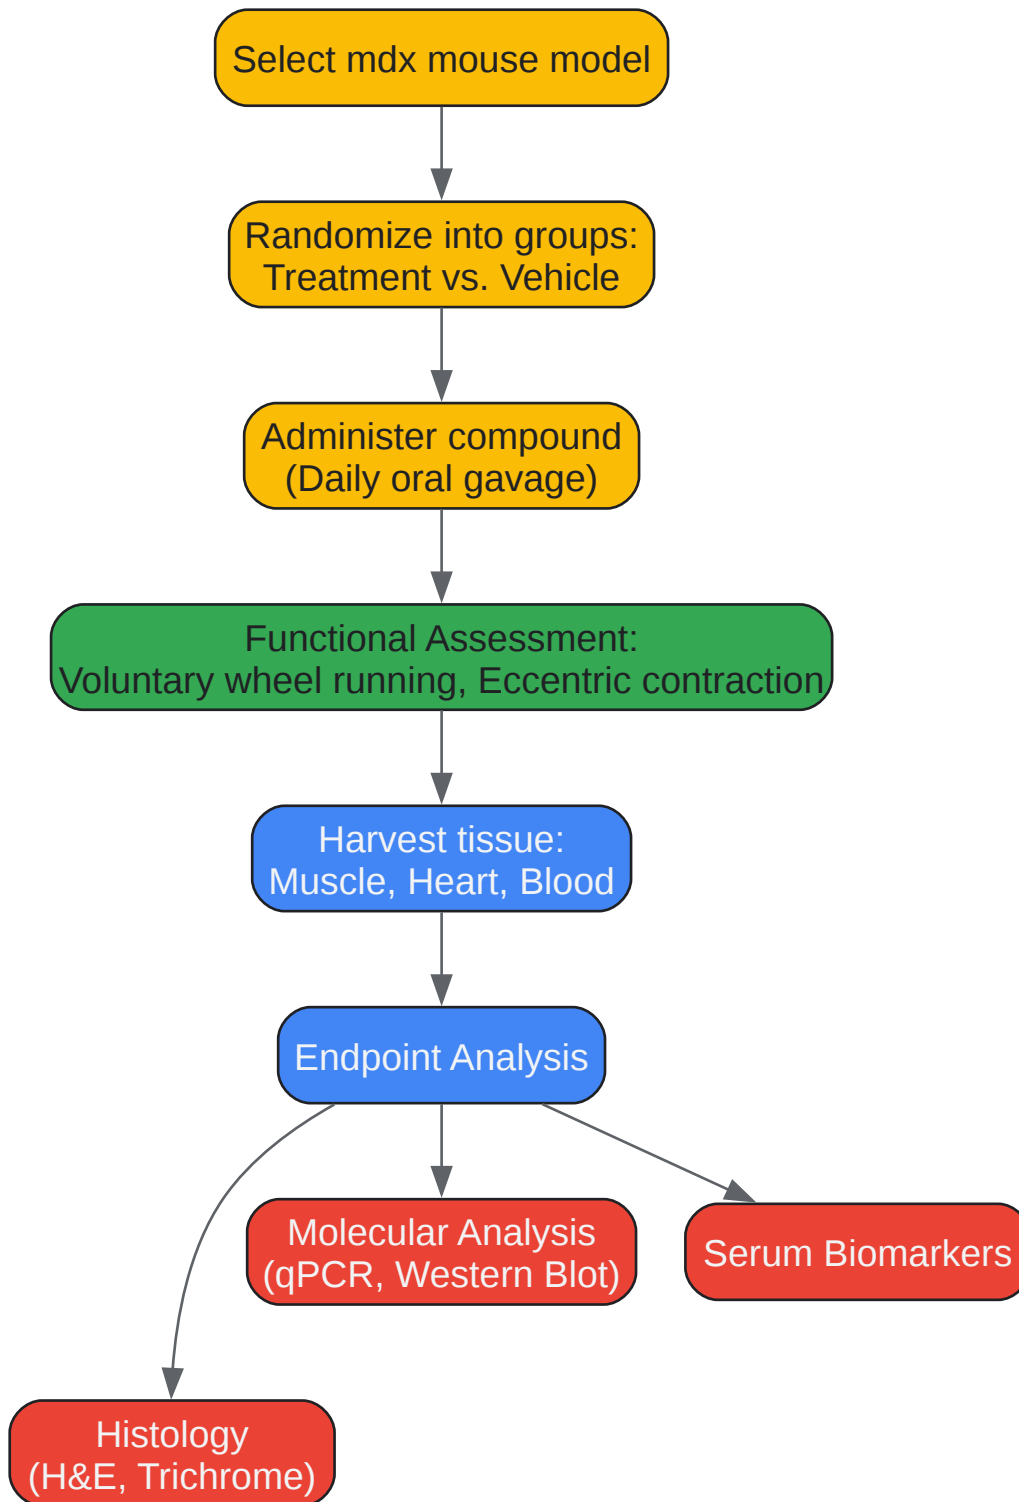 Select mdx mouse model
Randomize into groups:
Treatment vs. Vehicle
Administer compound
(Daily oral gavage)
Functional Assessment:
Voluntary wheel running, Eccentric contraction
Harvest tissue:
Muscle, Heart, Blood
Endpoint Analysis
Molecular Analysis
(qPCR, Western Blot)
Serum Biomarkers
Histology
(H&E, Trichrome)